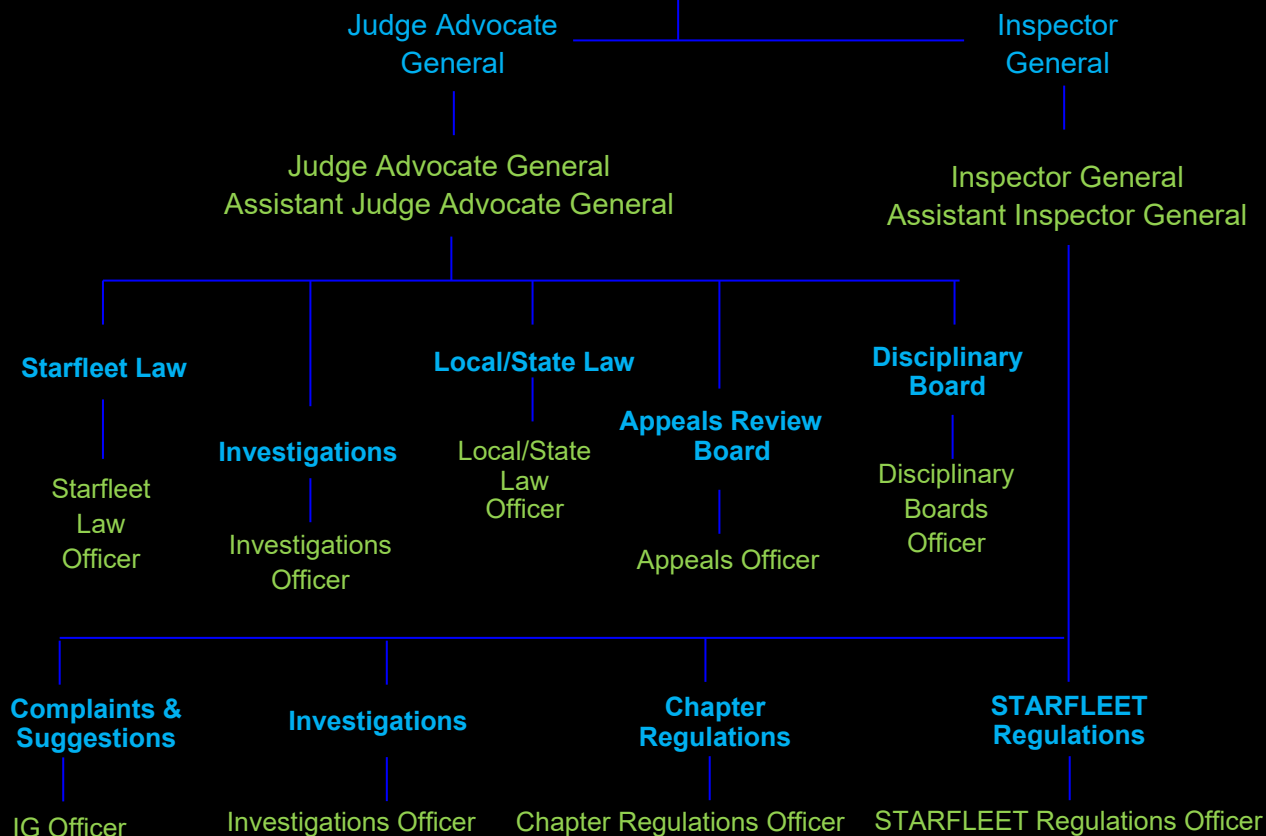 Judge Advocate
General
Inspector
General
Judge Advocate General
Assistant Judge Advocate General
Inspector General
Assistant Inspector General
Starfleet Law
Starfleet
Law
Officer
Investigations
Investigations
Officer
Local/State Law
Local/State
Law
Officer
Appeals Review
Board
Appeals Officer
Disciplinary
Board
Disciplinary
Boards
Officer
Complaints &
Suggestions
IG Officer
Investigations
Investigations Officer
Chapter
Regulations
Chapter Regulations Officer
STARFLEET
Regulations
STARFLEET Regulations Officer